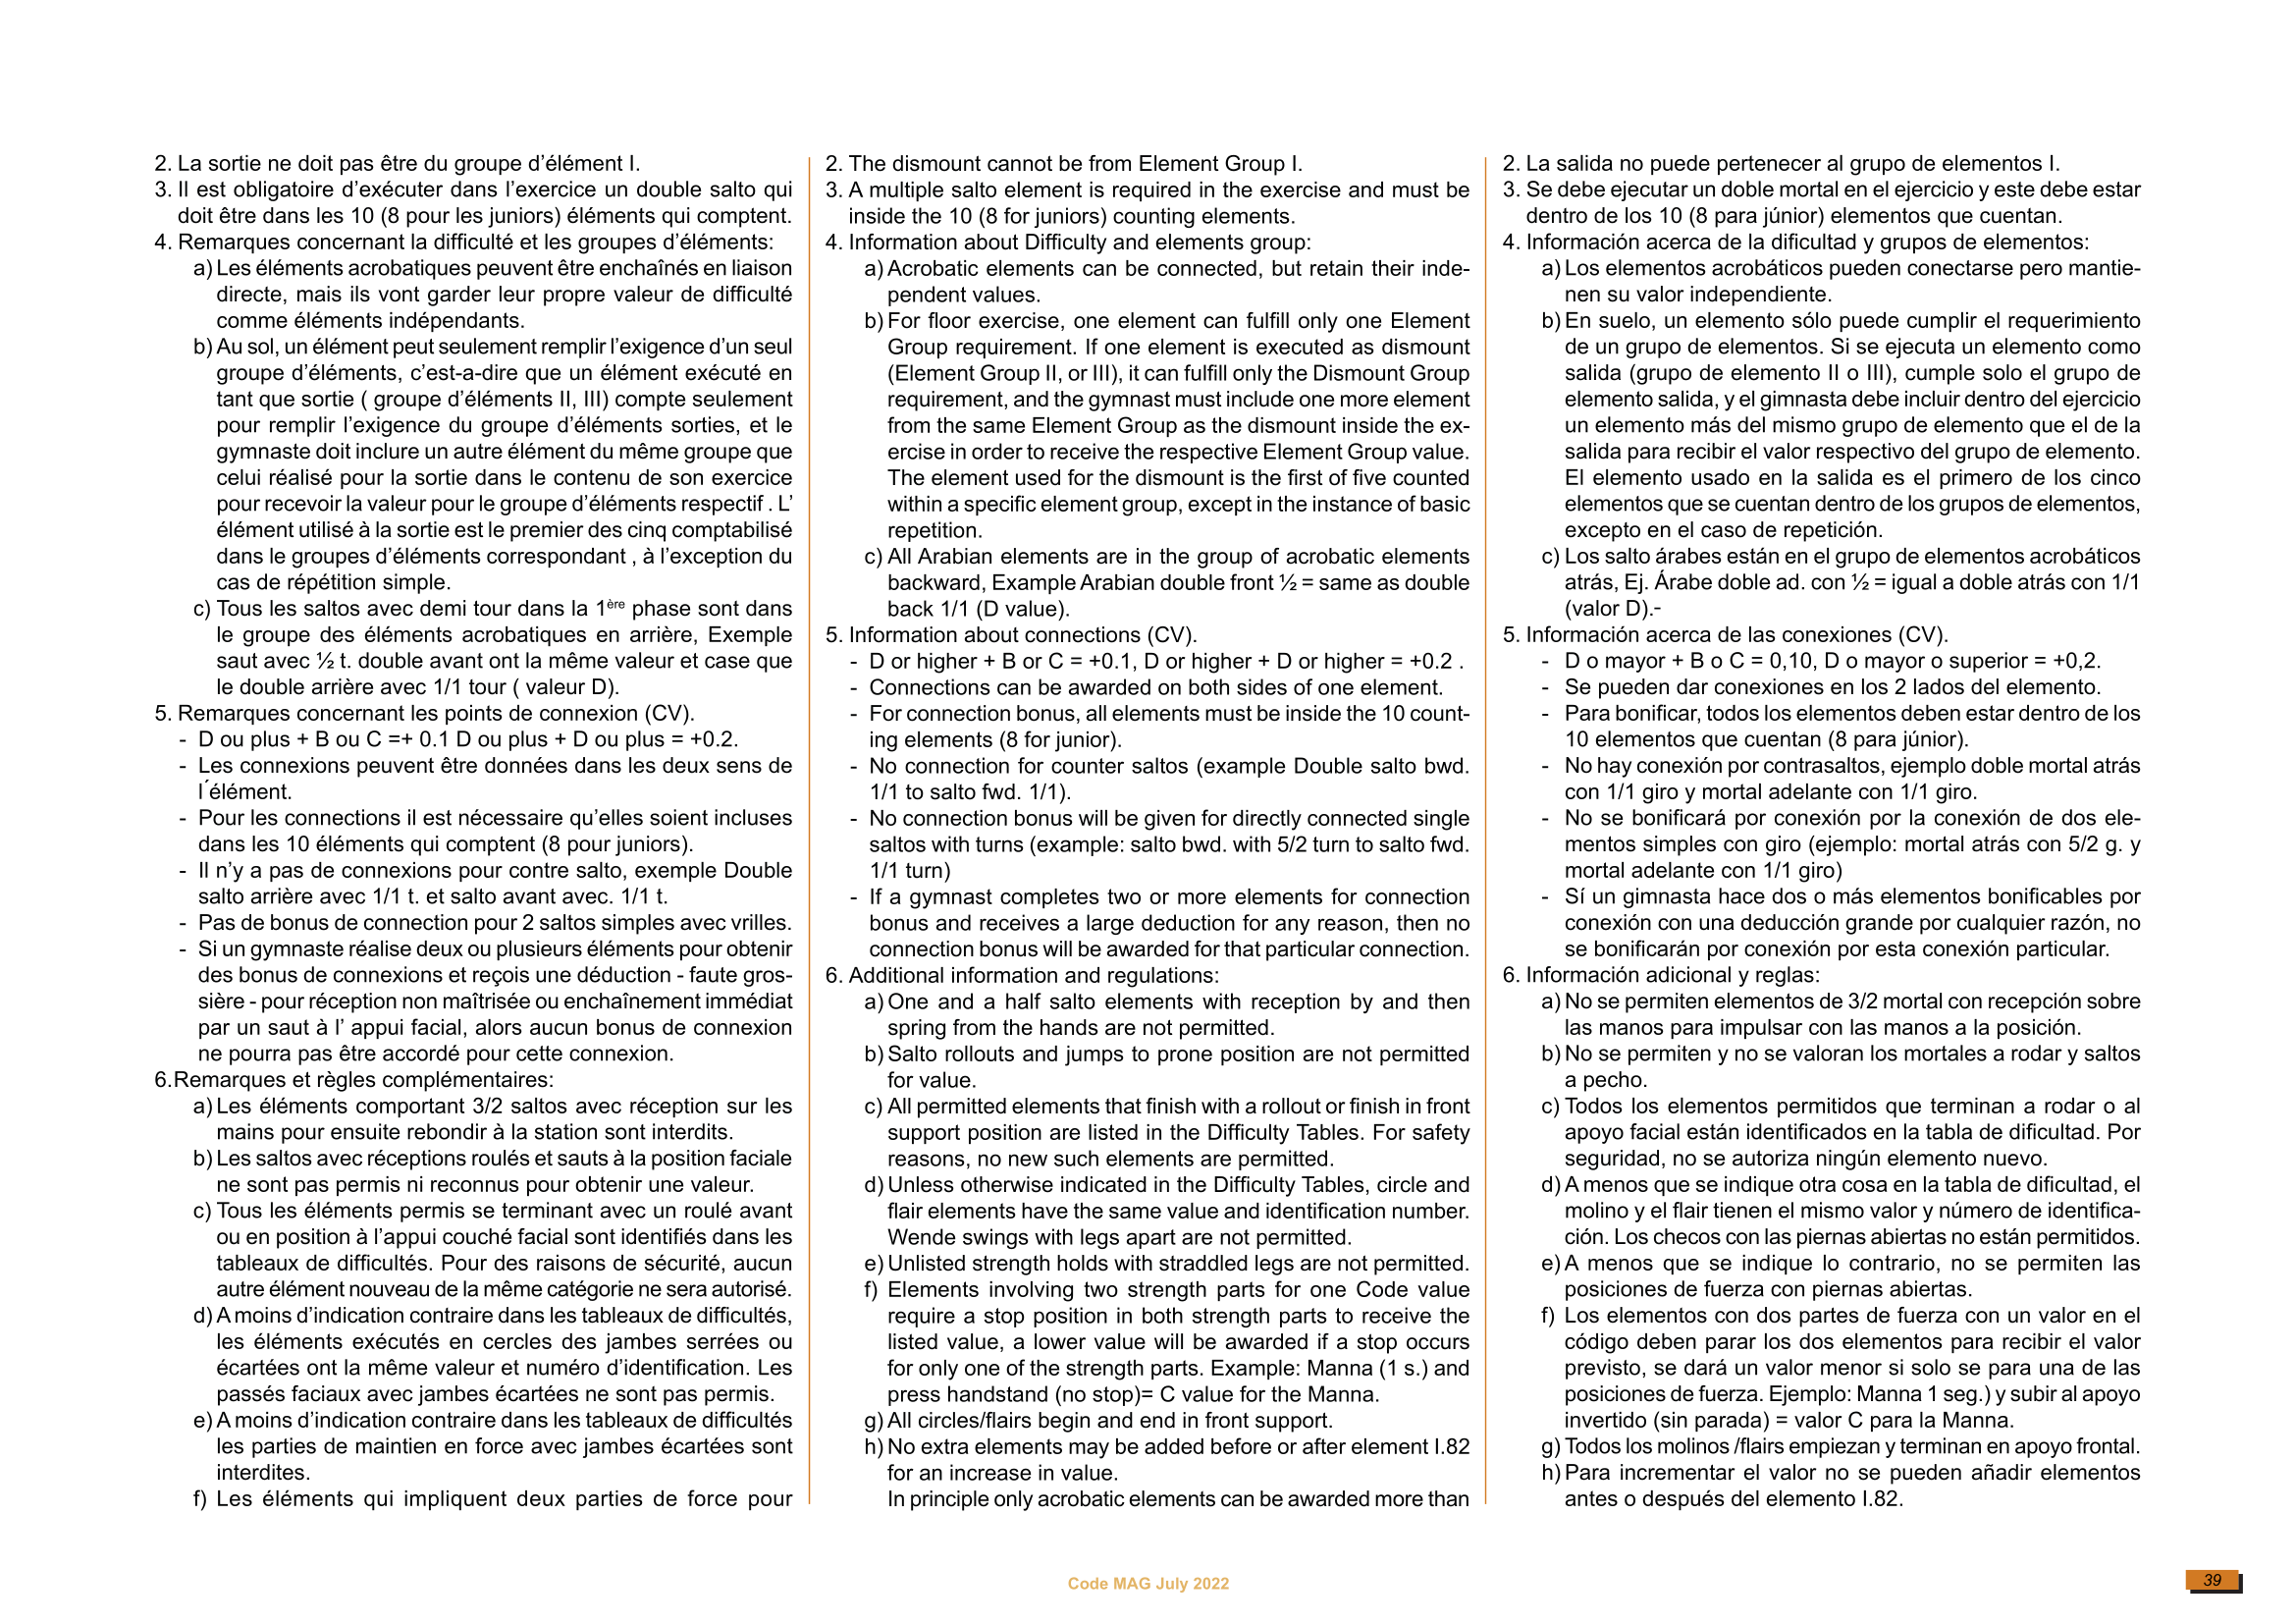 2. La sortie ne doit pas être du groupe d’élément I.
3. Il est obligatoire d’exécuter dans l’exercice un double salto qui
doit être dans les 10 (8 pour les juniors) éléments qui comptent.
4. Remarques concernant la difficulté et les groupes d’éléments:
a) Les éléments acrobatiques peuvent être enchaînés en liaison
directe, mais ils vont garder leur propre valeur de difficulté
comme éléments indépendants.
b) Au sol, un élément peut seulement remplir l’exigence d’un seul
groupe d’éléments, c’est-a-dire que un élément exécuté en
tant que sortie ( groupe d’éléments II, III) compte seulement
pour remplir l’exigence du groupe d’éléments sorties, et le
gymnaste doit inclure un autre élément du même groupe que
celui réalisé pour la sortie dans le contenu de son exercice
pour recevoir la valeur pour le groupe d’éléments respectif . L’
élément utilisé à la sortie est le premier des cinq comptabilisé
dans le groupes d’éléments correspondant , à l’exception du
cas de répétition simple.
c) Tous les saltos avec demi tour dans la 1ère phase sont dans
le groupe des éléments acrobatiques en arrière, Exemple
saut avec ½ t. double avant ont la même valeur et case que
le double arrière avec 1/1 tour ( valeur D).
5. Remarques concernant les points de connexion (CV).
- D ou plus + B ou C =+ 0.1 D ou plus + D ou plus = +0.2.
- Les connexions peuvent être données dans les deux sens de
l´élément.
- Pour les connections il est nécessaire qu’elles soient incluses
dans les 10 éléments qui comptent (8 pour juniors).
- Il n’y a pas de connexions pour contre salto, exemple Double
salto arrière avec 1/1 t. et salto avant avec. 1/1 t.
- Pas de bonus de connection pour 2 saltos simples avec vrilles.
- Si un gymnaste réalise deux ou plusieurs éléments pour obtenir
des bonus de connexions et reçois une déduction - faute gros-
sière - pour réception non maîtrisée ou enchaînement immédiat
par un saut à l’ appui facial, alors aucun bonus de connexion
ne pourra pas être accordé pour cette connexion.
6.Remarques et règles complémentaires:
a) Les éléments comportant 3/2 saltos avec réception sur les
mains pour ensuite rebondir à la station sont interdits.
b) Les saltos avec réceptions roulés et sauts à la position faciale
ne sont pas permis ni reconnus pour obtenir une valeur.
c) Tous les éléments permis se terminant avec un roulé avant
ou en position à l’appui couché facial sont identifiés dans les
tableaux de difficultés. Pour des raisons de sécurité, aucun
autre élément nouveau de la même catégorie ne sera autorisé.
d) A moins d’indication contraire dans les tableaux de difficultés,
les éléments exécutés en cercles des jambes serrées ou
écartées ont la même valeur et numéro d’identification. Les
passés faciaux avec jambes écartées ne sont pas permis.
e) A moins d’indication contraire dans les tableaux de difficultés
les parties de maintien en force avec jambes écartées sont
interdites.
f) Les éléments qui impliquent deux parties de force pour
2. The dismount cannot be from Element Group I.
3. A multiple salto element is required in the exercise and must be
inside the 10 (8 for juniors) counting elements.
4. Information about Difficulty and elements group:
a) Acrobatic elements can be connected, but retain their inde-
pendent values.
b) For floor exercise, one element can fulfill only one Element
Group requirement. If one element is executed as dismount
(Element Group II, or III), it can fulfill only the Dismount Group
requirement, and the gymnast must include one more element
from the same Element Group as the dismount inside the ex-
ercise in order to receive the respective Element Group value.
The element used for the dismount is the first of five counted
within a specific element group, except in the instance of basic
repetition.
c) All Arabian elements are in the group of acrobatic elements
backward, Example Arabian double front ½ = same as double
back 1/1 (D value).
5. Information about connections (CV).
- D or higher + B or C = +0.1, D or higher + D or higher = +0.2 .
- Connections can be awarded on both sides of one element.
- For connection bonus, all elements must be inside the 10 count-
ing elements (8 for junior).
- No connection for counter saltos (example Double salto bwd.
1/1 to salto fwd. 1/1).
- No connection bonus will be given for directly connected single
saltos with turns (example: salto bwd. with 5/2 turn to salto fwd.
1/1 turn)
- If a gymnast completes two or more elements for connection
bonus and receives a large deduction for any reason, then no
connection bonus will be awarded for that particular connection.
6. Additional information and regulations:
a) One and a half salto elements with reception by and then
spring from the hands are not permitted.
b) Salto rollouts and jumps to prone position are not permitted
for value.
c) All permitted elements that finish with a rollout or finish in front
support position are listed in the Difficulty Tables. For safety
reasons, no new such elements are permitted.
d) Unless otherwise indicated in the Difficulty Tables, circle and
flair elements have the same value and identification number.
Wende swings with legs apart are not permitted.
e) Unlisted strength holds with straddled legs are not permitted.
f) Elements involving two strength parts for one Code value
require a stop position in both strength parts to receive the
listed value, a lower value will be awarded if a stop occurs
for only one of the strength parts. Example: Manna (1 s.) and
press handstand (no stop)= C value for the Manna.
g) All circles/flairs begin and end in front support.
h) No extra elements may be added before or after element I.82
for an increase in value.
In principle only acrobatic elements can be awarded more than
2. La salida no puede pertenecer al grupo de elementos I.
3. Se debe ejecutar un doble mortal en el ejercicio y este debe estar
dentro de los 10 (8 para júnior) elementos que cuentan.
4. Información acerca de la dificultad y grupos de elementos:
a) Los elementos acrobáticos pueden conectarse pero mantie-
nen su valor independiente.
b) En suelo, un elemento sólo puede cumplir el requerimiento
de un grupo de elementos. Si se ejecuta un elemento como
salida (grupo de elemento II o III), cumple solo el grupo de
elemento salida, y el gimnasta debe incluir dentro del ejercicio
un elemento más del mismo grupo de elemento que el de la
salida para recibir el valor respectivo del grupo de elemento.
El elemento usado en la salida es el primero de los cinco
elementos que se cuentan dentro de los grupos de elementos,
excepto en el caso de repetición.
c) Los salto árabes están en el grupo de elementos acrobáticos
atrás, Ej. Árabe doble ad. con ½ = igual a doble atrás con 1/1
(valor D).-
5. Información acerca de las conexiones (CV).
- D o mayor + B o C = 0,10, D o mayor o superior = +0,2.
- Se pueden dar conexiones en los 2 lados del elemento.
- Para bonificar, todos los elementos deben estar dentro de los
10 elementos que cuentan (8 para júnior).
- No hay conexión por contrasaltos, ejemplo doble mortal atrás
con 1/1 giro y mortal adelante con 1/1 giro.
- No se bonificará por conexión por la conexión de dos ele-
mentos simples con giro (ejemplo: mortal atrás con 5/2 g. y
mortal adelante con 1/1 giro)
- Sí un gimnasta hace dos o más elementos bonificables por
conexión con una deducción grande por cualquier razón, no
se bonificarán por conexión por esta conexión particular.
6. Información adicional y reglas:
a) No se permiten elementos de 3/2 mortal con recepción sobre
las manos para impulsar con las manos a la posición.
b) No se permiten y no se valoran los mortales a rodar y saltos
a pecho.
c) Todos los elementos permitidos que terminan a rodar o al
apoyo facial están identificados en la tabla de dificultad. Por
seguridad, no se autoriza ningún elemento nuevo.
d) A menos que se indique otra cosa en la tabla de dificultad, el
molino y el flair tienen el mismo valor y número de identifica-
ción. Los checos con las piernas abiertas no están permitidos.
e) A menos que se indique lo contrario, no se permiten las
posiciones de fuerza con piernas abiertas.
f) Los elementos con dos partes de fuerza con un valor en el
código deben parar los dos elementos para recibir el valor
previsto, se dará un valor menor si solo se para una de las
posiciones de fuerza. Ejemplo: Manna 1 seg.) y subir al apoyo
invertido (sin parada) = valor C para la Manna.
g) Todos los molinos /flairs empiezan y terminan en apoyo frontal.
h) Para incrementar el valor no se pueden añadir elementos
antes o después del elemento I.82.
Code MAG July 2022
39